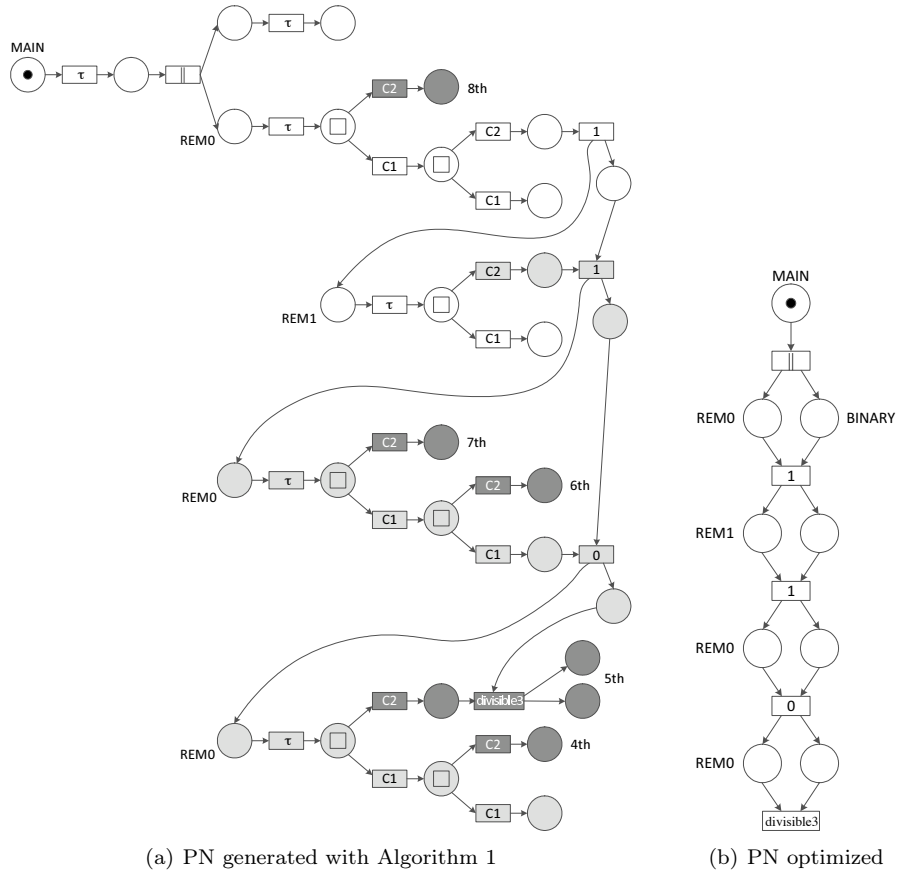 MAIN
τ
τ
||
REM0
τ
C2
8th
C1
C2
C1
1
REM1
τ
C2
C1
1
REM0
τ
C2
7th
C1
C2
6th
C1
0
REM0
τ
C2
divisible3
5th
C1
C2
4th
C1
(a) PN generated with Algorithm 1
MAIN
||
REM0
BINARY
1
REM1
1
REM0
0
REM0
divisible3
(b) PN optimized